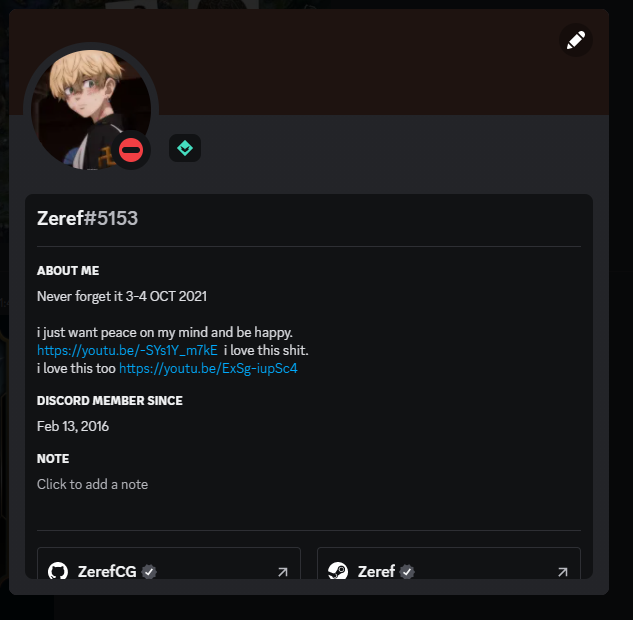 Zeref#5153
ABOUT ME
Never forget it 3-4 OCT 2021
i just want peace on my mind and be happy.
https://youtu.be/-SYs1Y_m7kE i love this shit.
i love this too https://youtu.be/ExSg-iupSc4
DISCORD MEMBER SINCE
Feb 13, 2016
NOTE
Click to add a note
ZerefCG
Zeref